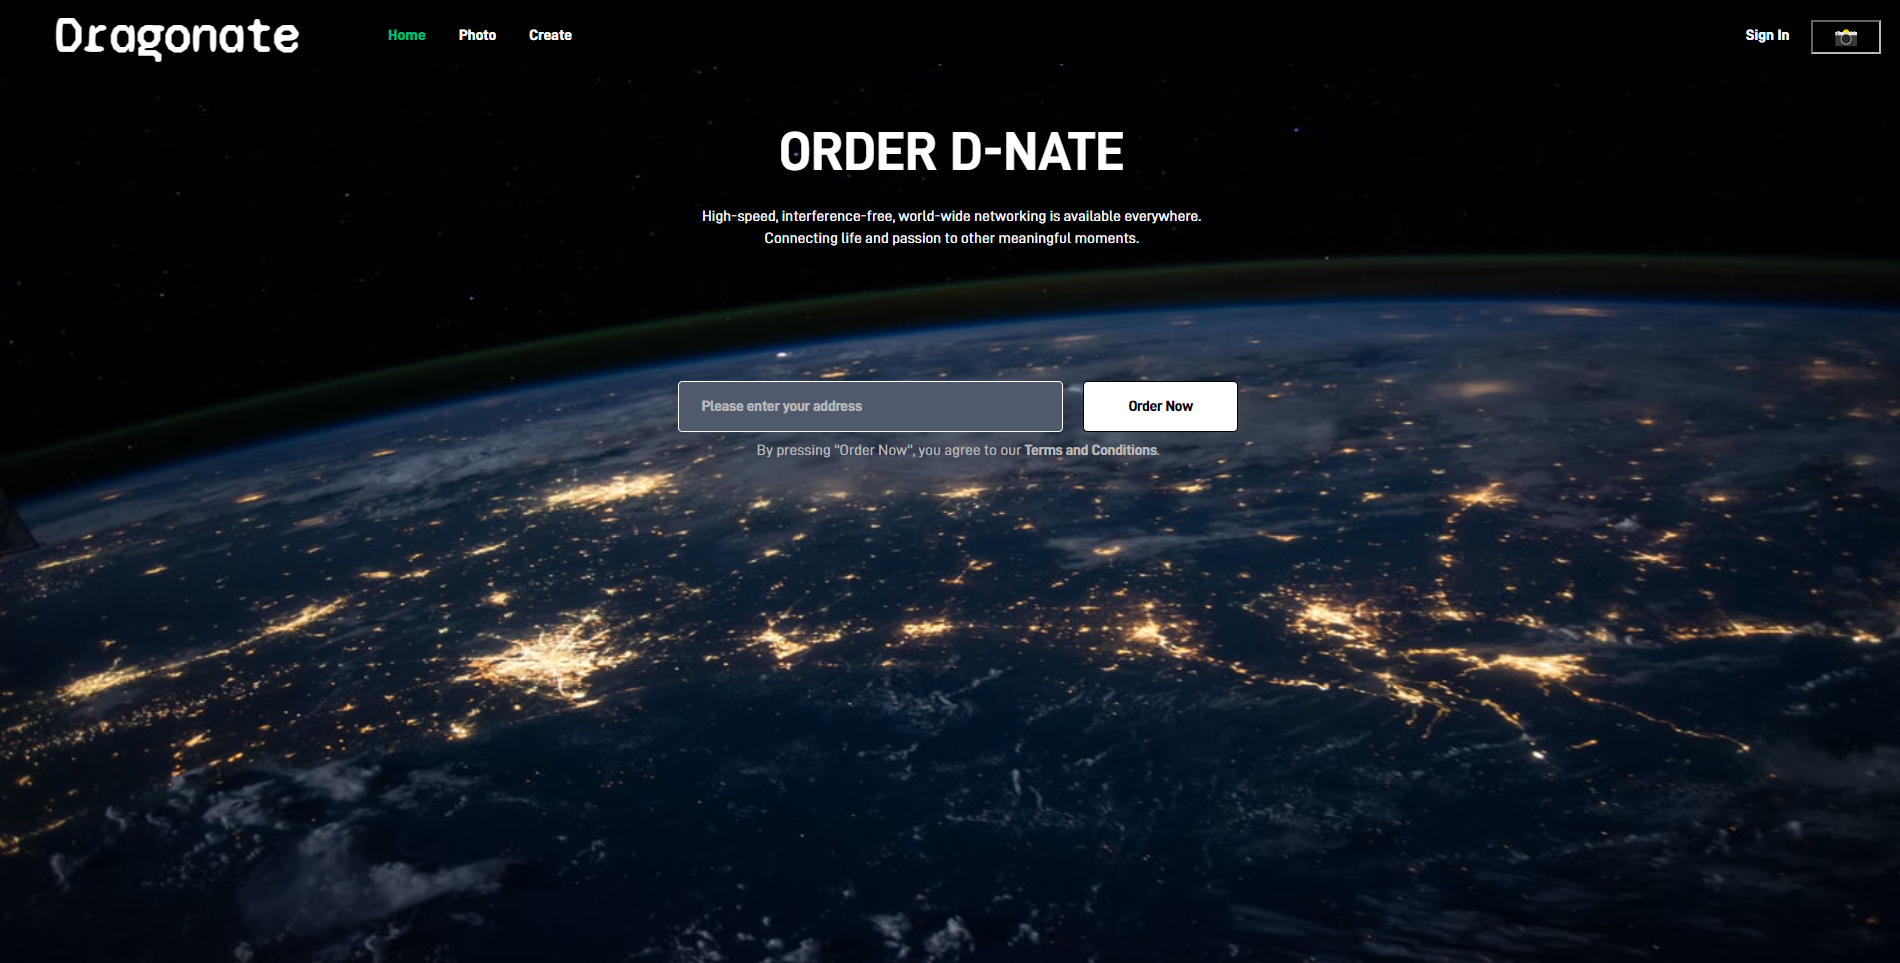 Dragonate
Home Photo Create
Sign In
ORDER D-NATE
High-speed, interference-free, world-wide networking is available everywhere.
Connecting life and passion to other meaningful moments.
Please enter your address
Order Now
By pressing "Order Now", you agree to our Terms and Conditions.